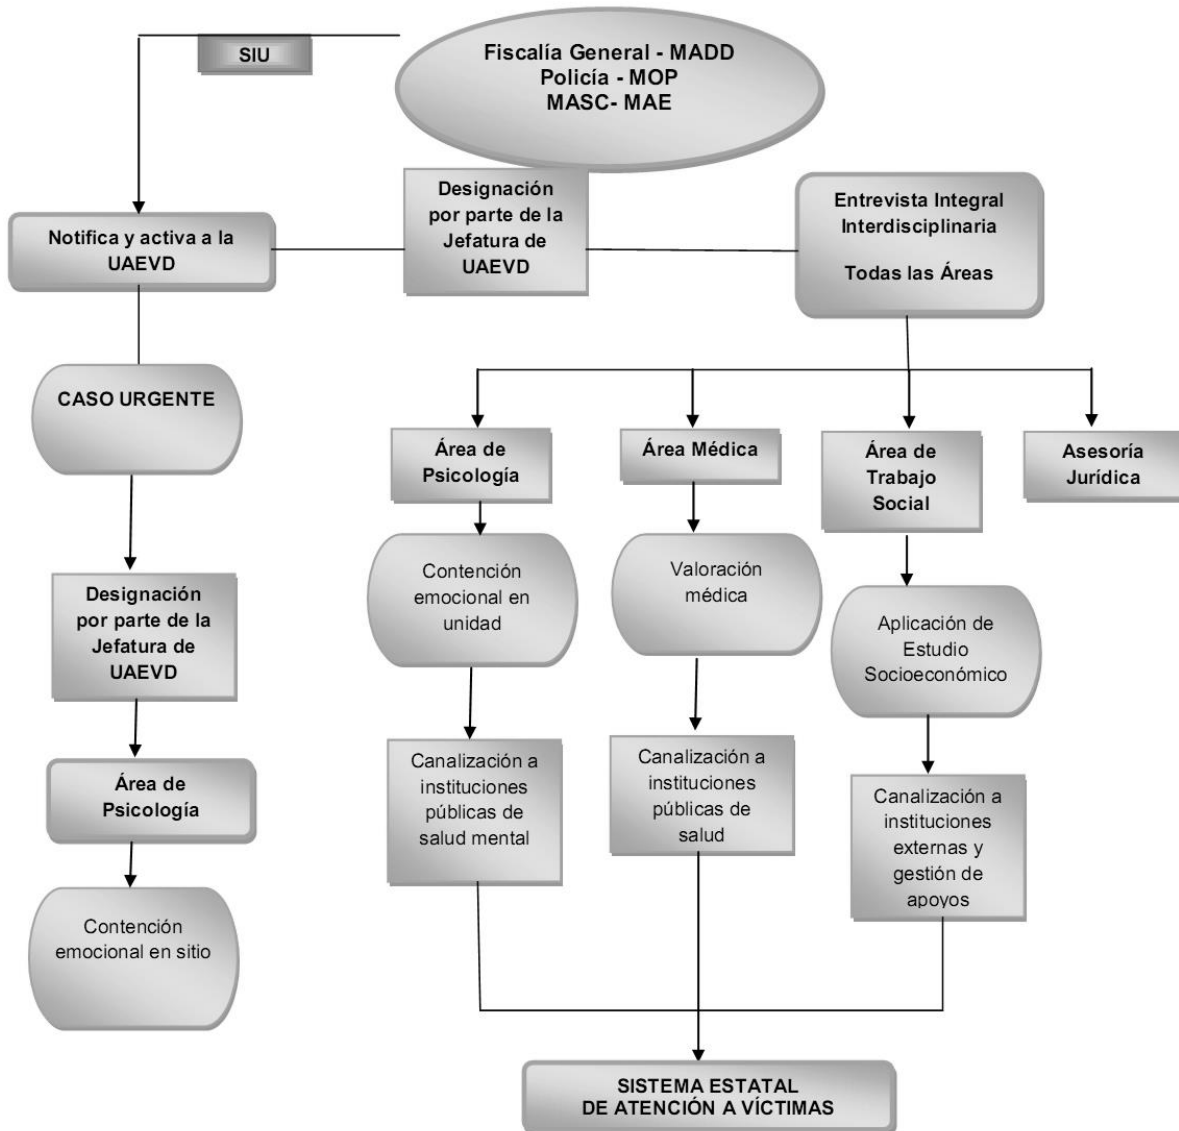 SIU
Fiscalía General - MADD
Policía - MOP
MASC- MAE
Notifica y activa a la
UAEVD
Designación
por parte de la
Jefatura de
UAEVD
Entrevista Integral
Interdisciplinaria
Todas las Áreas
CASO URGENTE
Área de
Psicología
Área Médica
Área de
Trabajo
Social
Asesoría
Jurídica
Contención
emocional en
unidad
Valoración
médica
Aplicación de
Estudio
Socioeconómico
Designación
por parte de la
Jefatura de
UAEVD
Canalización a
instituciones
públicas de
salud mental
Canalización a
instituciones
públicas de
salud
Canalización a
instituciones
externas y
gestión de
apoyos
Área de
Psicología
Contención
emocional en sitio
SISTEMA ESTATAL
DE ATENCIÓN A VÍCTIMAS